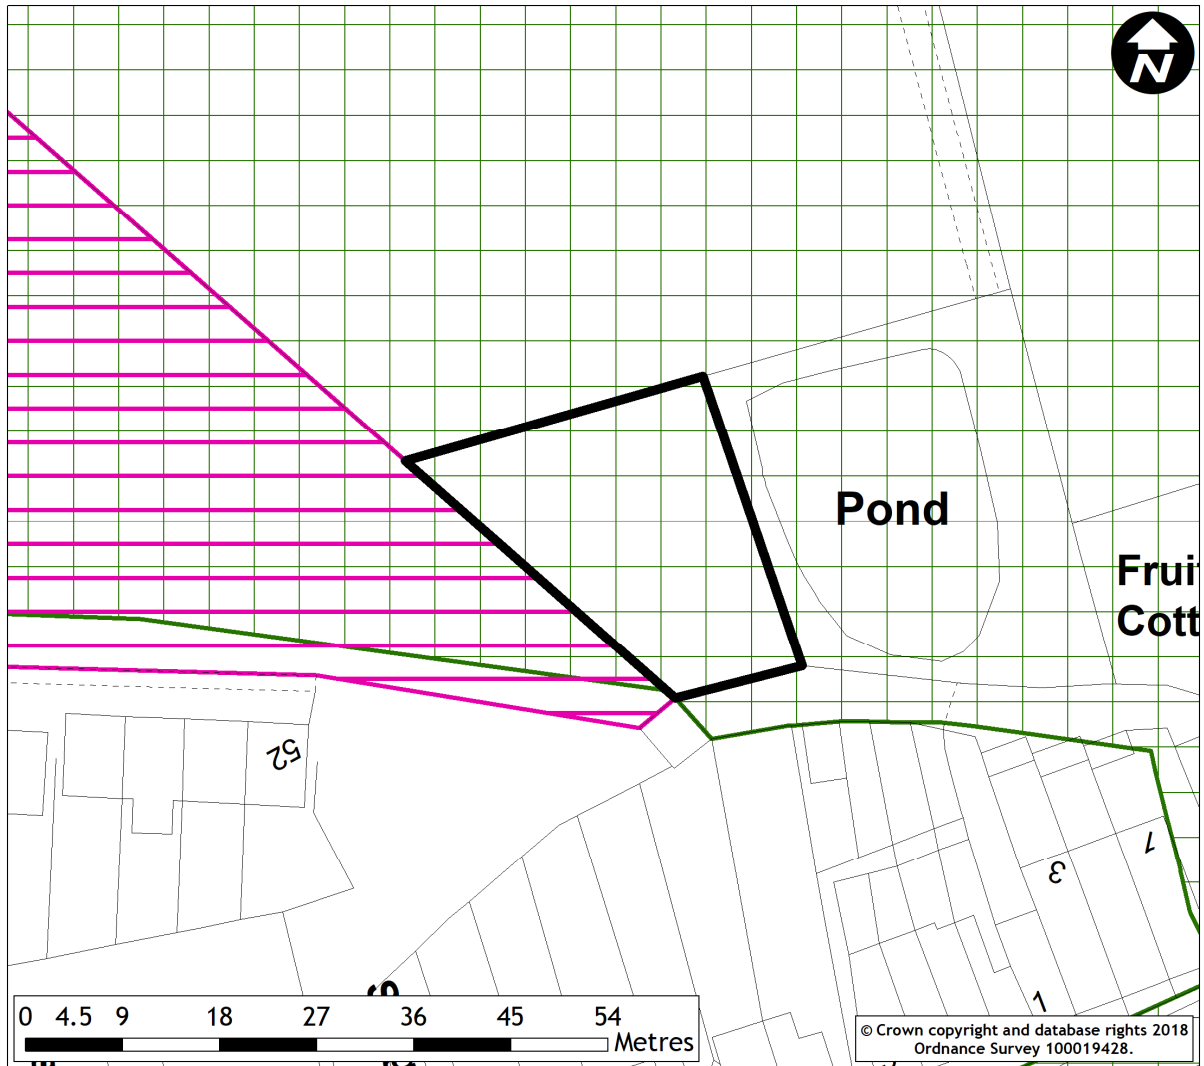 N
Pond
Frui
Cott
52
3
1
0 4.5 9 18 27 36 45 54
Metres
© Crown copyright and database rights 2018
Ordnance Survey 100019428.